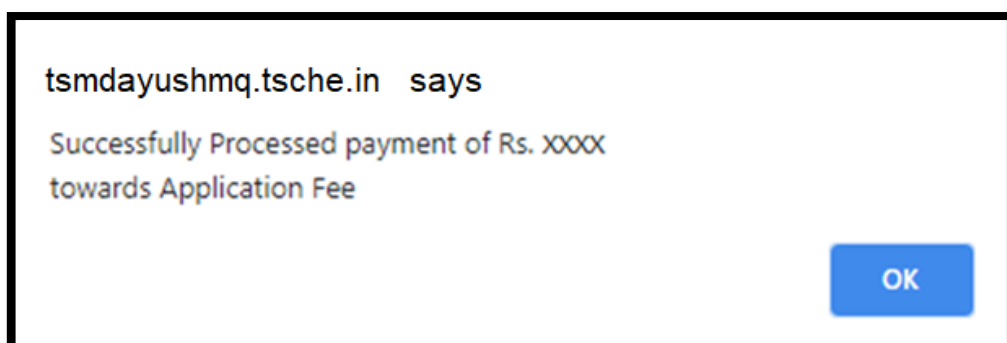 tsmdayushmq.tsche.in says
Successfully Processed payment of Rs. XXXX
towards Application Fee
OK